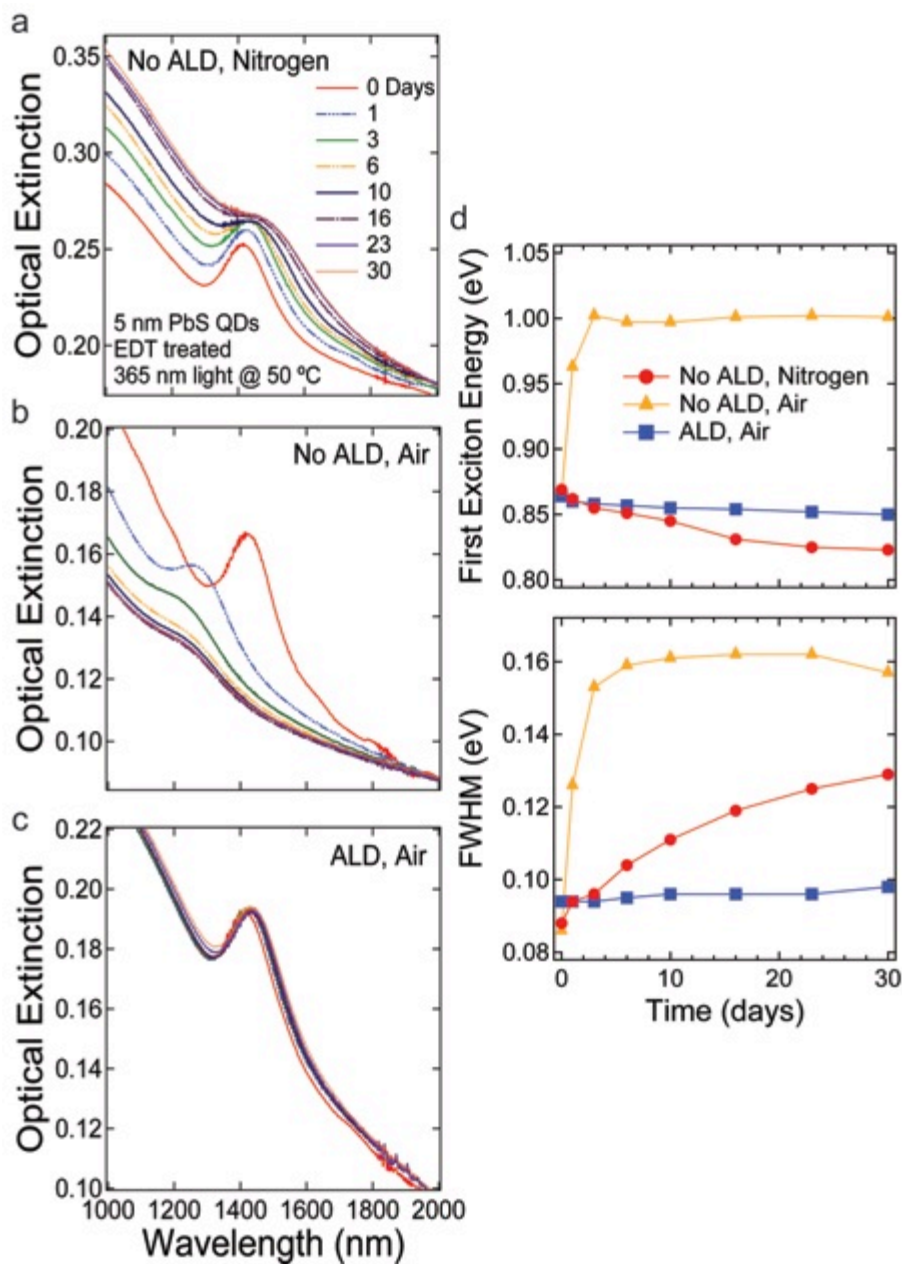 a
No ALD, Nitrogen
0 Days
1
3
6
10
16
23
30
5 nm PbS QDs
EDT treated
365 nm light @ 50 ºC
Optical Extinction
0.35
0.30
0.25
0.20
b
No ALD, Air
Optical Extinction
0.20
0.18
0.16
0.14
0.12
0.10
c
ALD, Air
Optical Extinction
0.22
0.20
0.18
0.16
0.14
0.12
0.10
1000 1200 1400 1600 1800 2000
Wavelength (nm)
d
First Exciton Energy (eV)
1.05
1.00
0.95
0.90
0.85
0.80
No ALD, Nitrogen
No ALD, Air
ALD, Air
FWHM (eV)
0.16
0.14
0.12
0.10
0.08
0 10 20 30
Time (days)